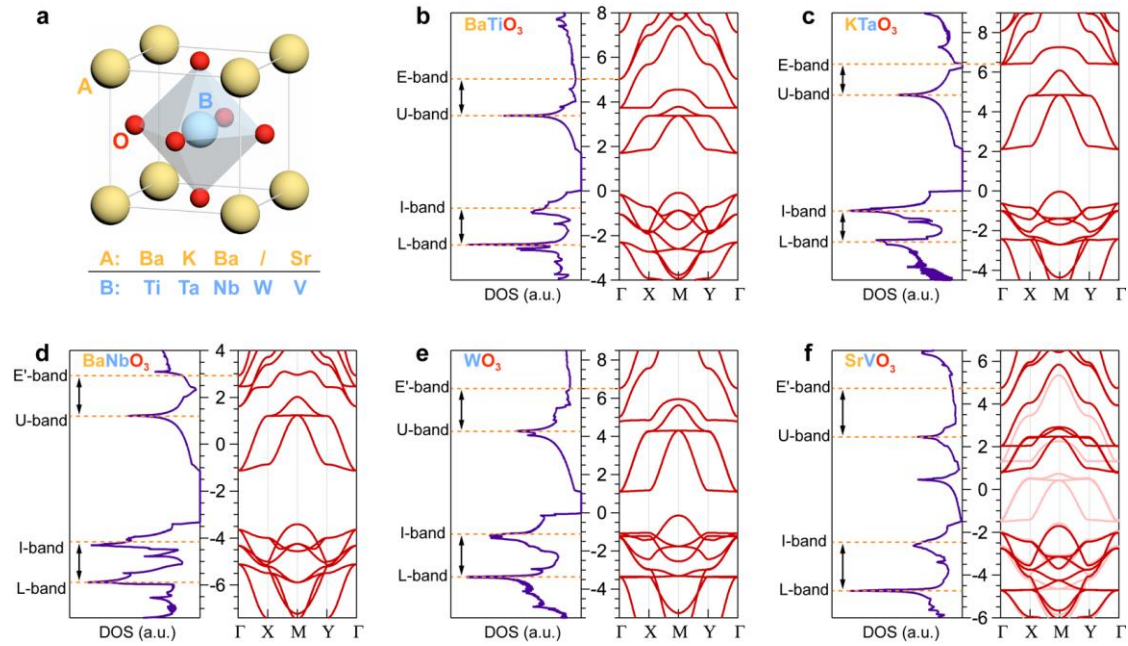 a
A
B
O
A: Ba K Ba / Sr
B: Ti Ta Nb W V
b
BaTiO3
E-band
U-band
I-band
L-band
8
6
4
2
0
-2
-4
DOS (a.u.)
Γ X M Y Γ
c
KTaO3
E-band
U-band
I-band
L-band
8
6
4
2
0
-2
-4
DOS (a.u.)
Γ X M Y Γ
d
BaNbO3
E'-band
U-band
I-band
L-band
4
2
0
-2
-4
-6
DOS (a.u.)
Γ X M Y Γ
e
WO3
E'-band
U-band
I-band
L-band
8
6
4
2
0
-2
-4
DOS (a.u.)
Γ X M Y Γ
f
SrVO3
E'-band
U-band
I-band
L-band
6
4
2
0
-2
-4
-6
DOS (a.u.)
Γ X M Y Γ